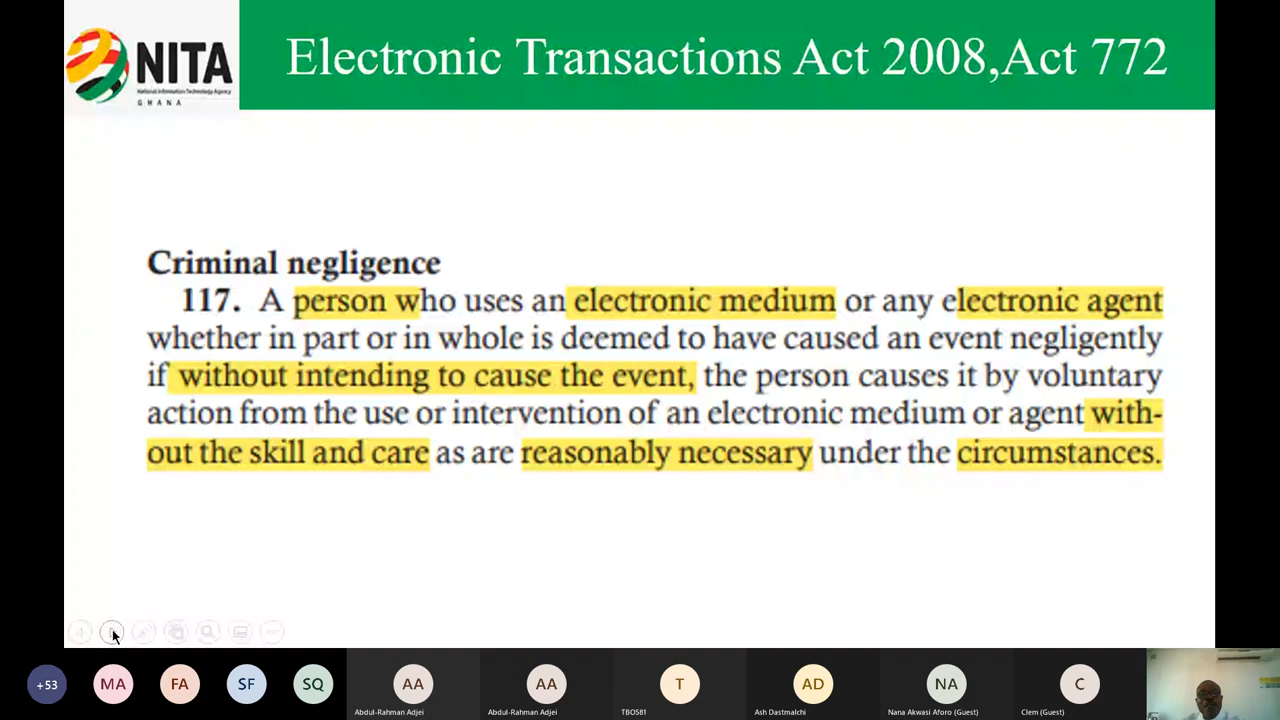 NITA
National Information Technology Agency
GHANA
Electronic Transactions Act 2008,Act 772
Criminal negligence
117. A person who uses an electronic medium or any electronic agent
whether in part or in whole is deemed to have caused an event negligently
if without intending to cause the event, the person causes it by voluntary
action from the use or intervention of an electronic medium or agent with-
out the skill and care as are reasonably necessary under the circumstances.
+53
MA
FA
SF
SQ
AA
AA
T
AD
NA
C
Abdul-Rahman Adjei
Abdul-Rahman Adjei
TBO581
Ash Dastmalchi
Nana Akwasi Aforo (Guest)
Clem (Guest)